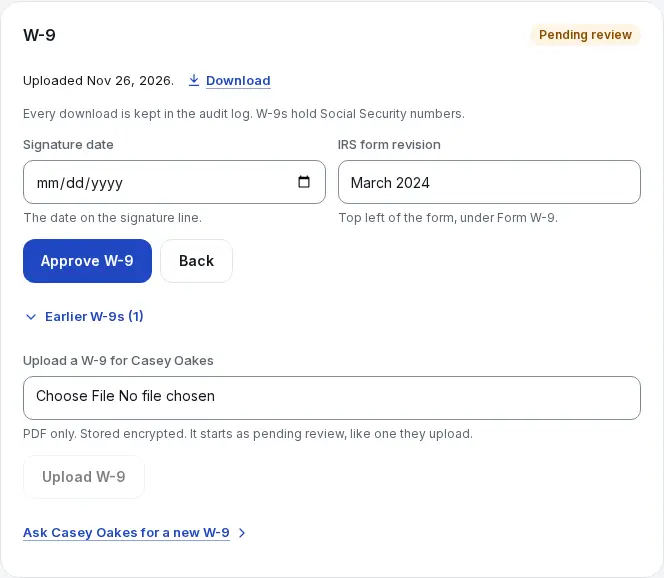 W-9
Pending review
Uploaded Nov 26, 2026. Download
Every download is kept in the audit log. W-9s hold Social Security numbers.
Signature date
IRS form revision
mm/dd/yyyy
March 2024
The date on the signature line.
Top left of the form, under Form W-9.
Approve W-9
Back
Earlier W-9s (1)
Upload a W-9 for Casey Oakes
Choose File No file chosen
PDF only. Stored encrypted. It starts as pending review, like one they upload.
Upload W-9
Ask Casey Oakes for a new W-9